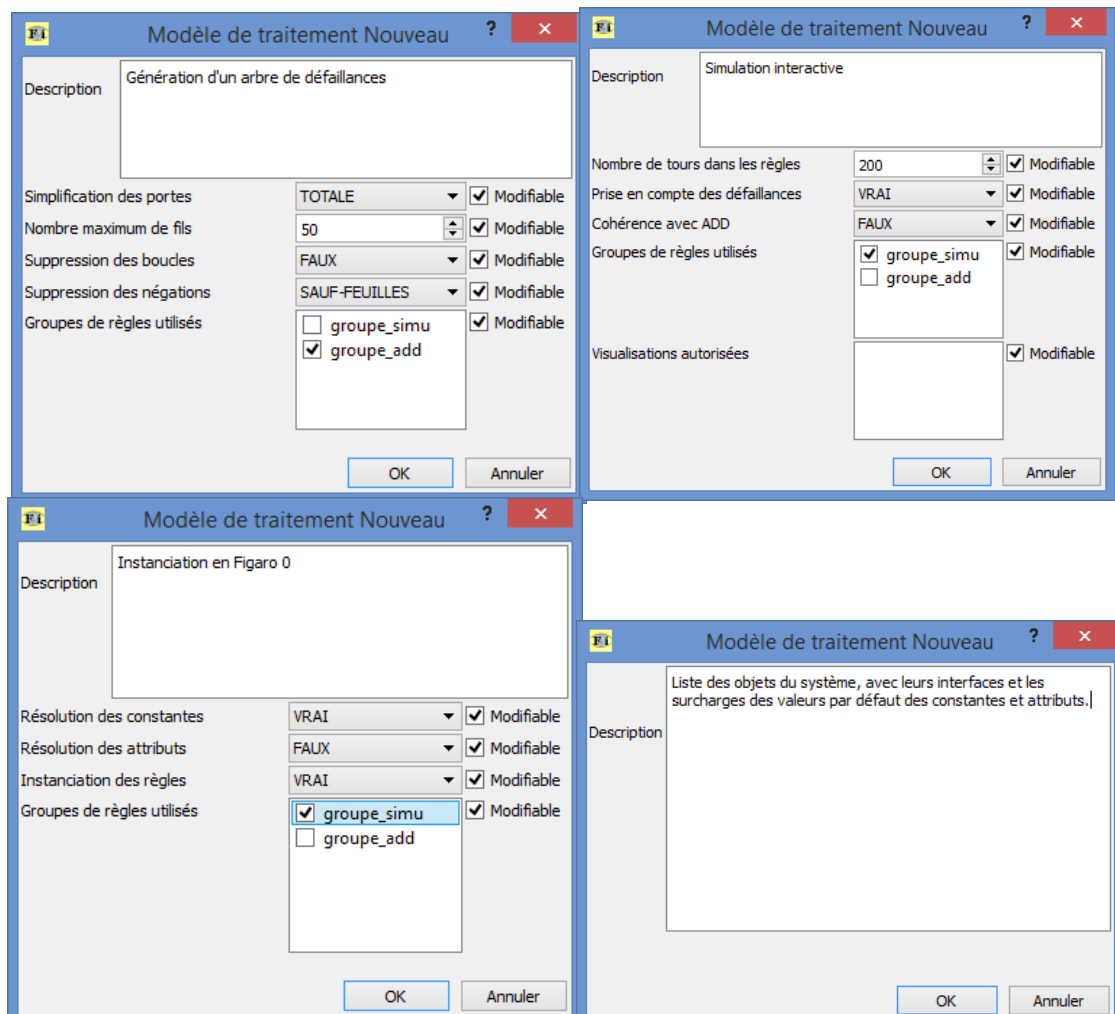 Modèle de traitement Nouveau ? ×
Description
Génération d'un arbre de défaillances
Simplification des portes TOTALE Modifiable
Nombre maximum de fils 50 Modifiable
Suppression des boucles FAUX Modifiable
Suppression des négations SAUF-FEUILLES Modifiable
Groupes de règles utilisés groupe_simu Modifiable
groupe_add
OK Annuler
Modèle de traitement Nouveau ? ×
Description
Simulation interactive
Nombre de tours dans les règles 200 Modifiable
Prise en compte des défaillances VRAI Modifiable
Cohérence avec ADD FAUX Modifiable
Groupes de règles utilisés groupe_simu Modifiable
groupe_add
Visualisations autorisées Modifiable
OK Annuler
Modèle de traitement Nouveau ? ×
Description
Instanciation en Figaro 0
Résolution des constantes VRAI Modifiable
Résolution des attributs FAUX Modifiable
Instanciation des règles VRAI Modifiable
Groupes de règles utilisés groupe_simu Modifiable
groupe_add
OK Annuler
Modèle de traitement Nouveau ? ×
Description
Liste des objets du système, avec leurs interfaces et les
surcharges des valeurs par défaut des constantes et attributs.
OK Annuler